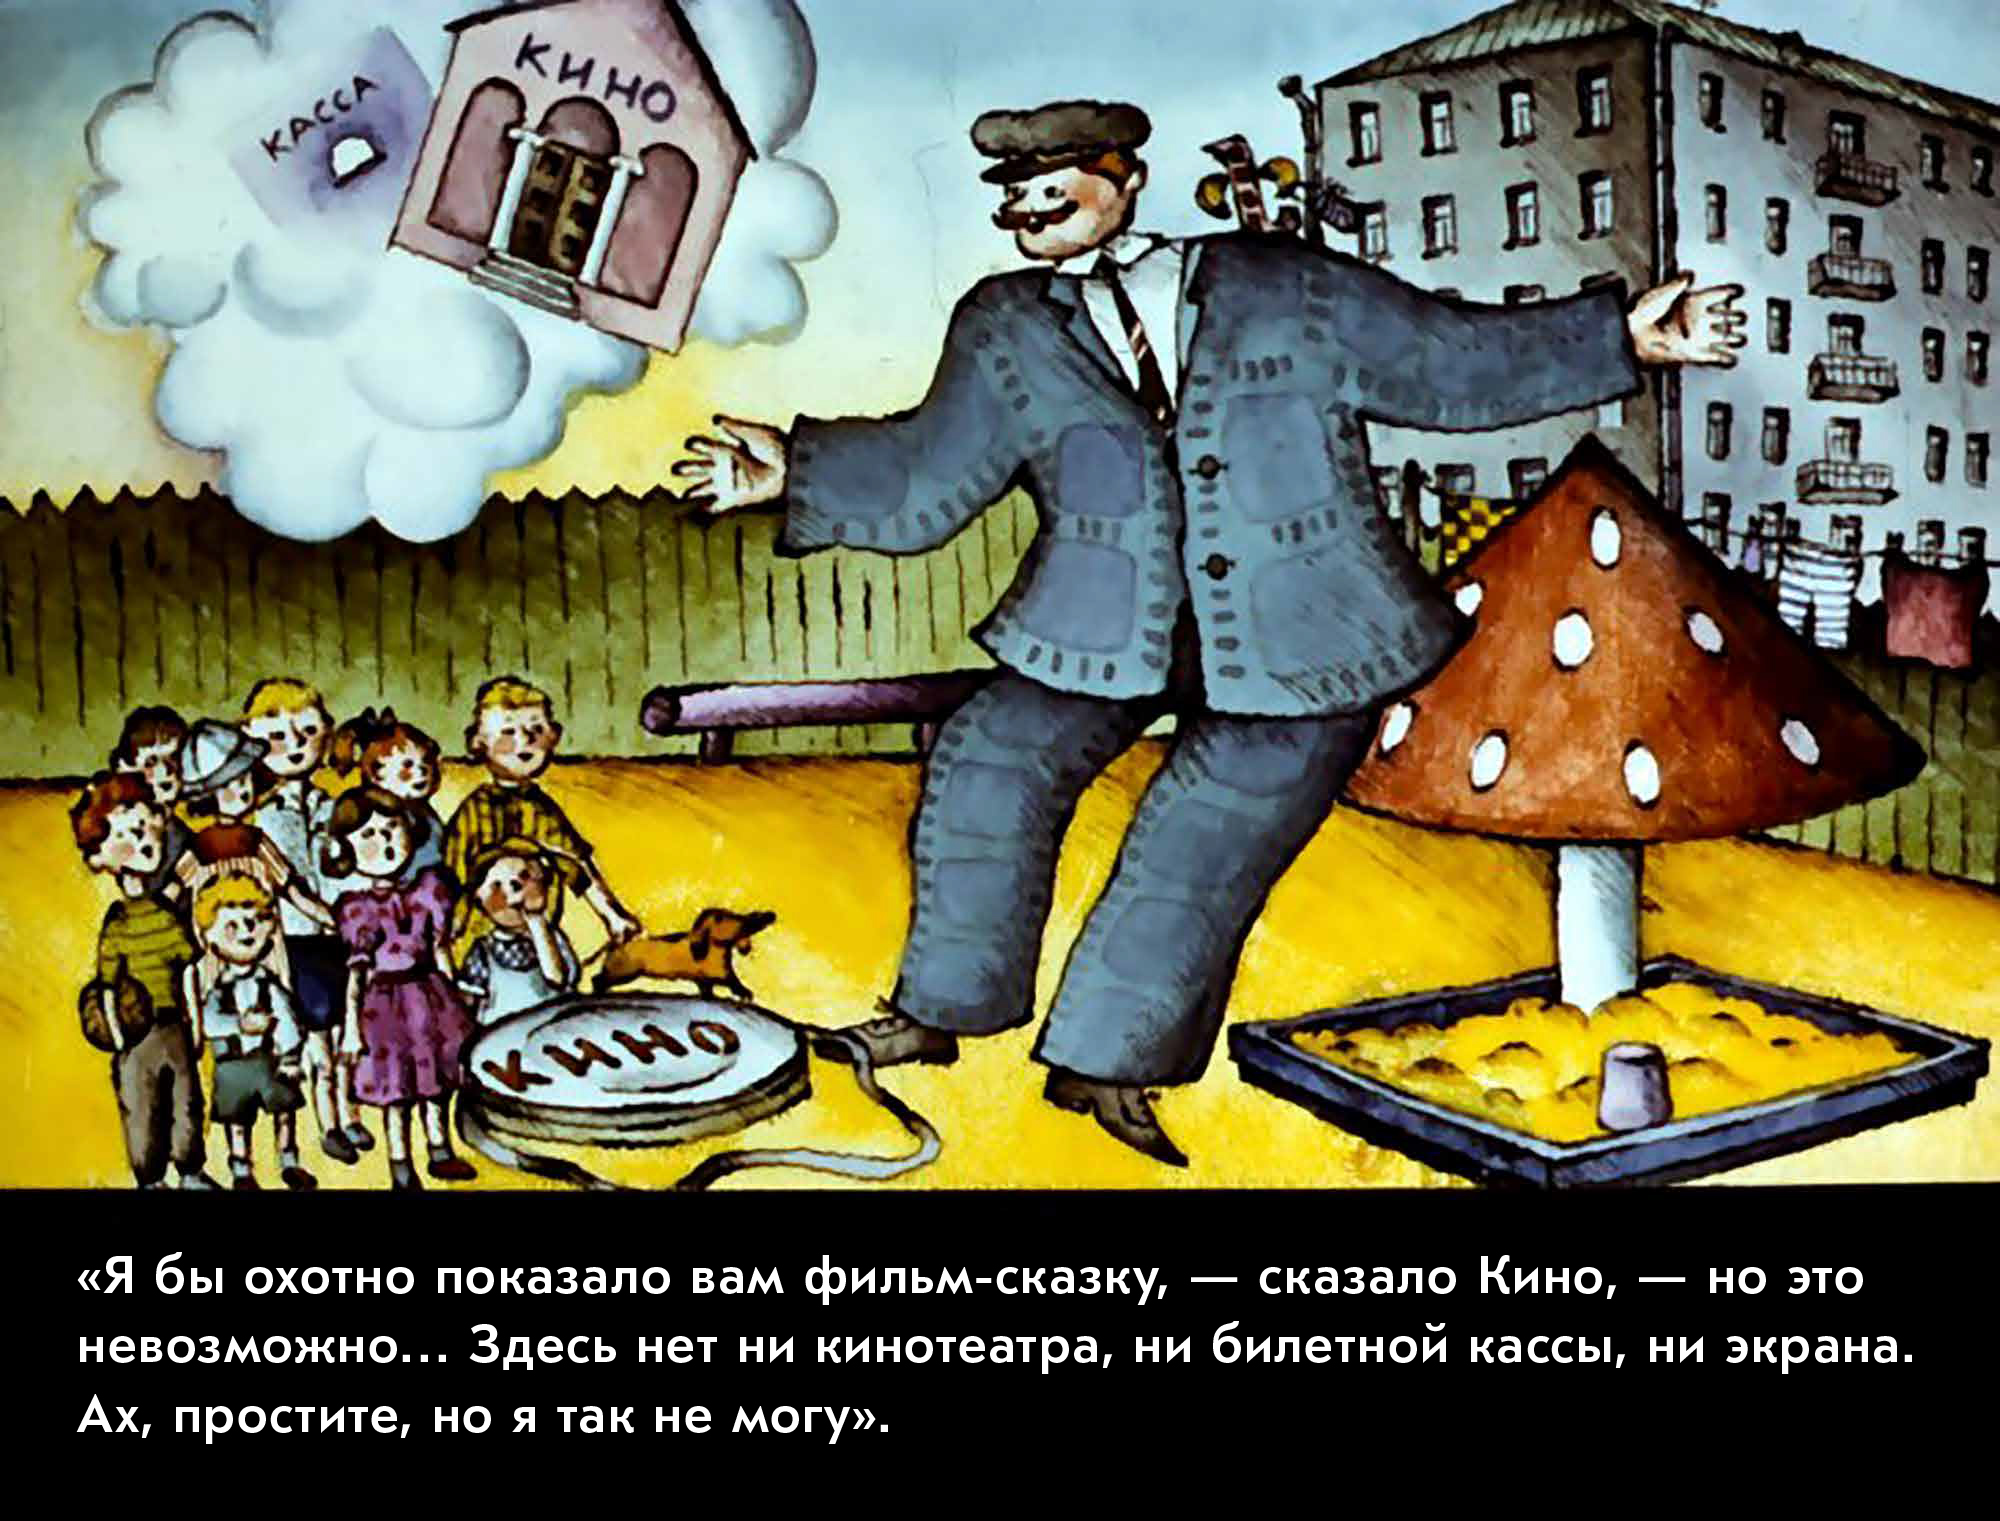 КАССА
КИНО
КИНО
«Я бы охотно показало вам фильм-сказку, — сказало Кино, — но это
невозможно... Здесь нет ни кинотеатра, ни билетной кассы, ни экрана.
Ах, простите, но я так не могу».